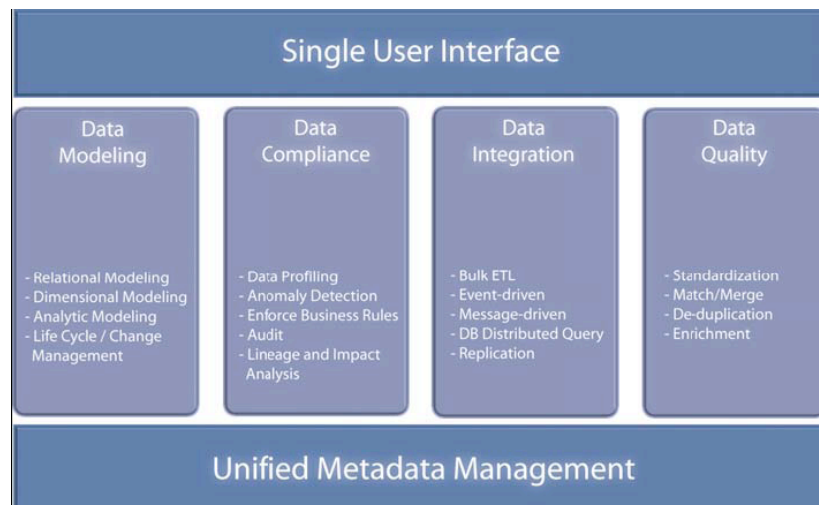 Single User Interface
Data
Modeling
- Relational Modeling
- Dimensional Modeling
- Analytic Modeling
- Life Cycle / Change
Management
Data
Compliance
- Data Profiling
- Anomaly Detection
- Enforce Business Rules
- Audit
- Lineage and Impact
Analysis
Data
Integration
- Bulk ETL
- Event-driven
- Message-driven
- DB Distributed Query
- Replication
Data
Quality
- Standardization
- Match/Merge
- De-duplication
- Enrichment
Unified Metadata Management